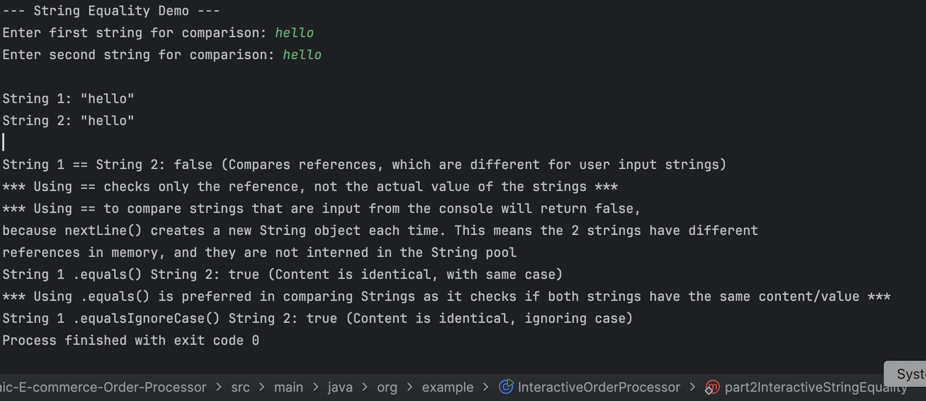 --- String Equality Demo ---
Enter first string for comparison: hello
Enter second string for comparison: hello
String 1: "hello"
String 2: "hello"
String 1 == String 2: false (Compares references, which are different for user input strings)
*** Using == checks only the reference, not the actual value of the strings ***
*** Using == to compare strings that are input from the console will return false,
because nextLine() creates a new String object each time. This means the 2 strings have different
references in memory, and they are not interned in the String pool
String 1 .equals() String 2: true (Content is identical, with same case)
*** Using .equals() is preferred in comparing Strings as it checks if both strings have the same content/value ***
String 1 .equalsIgnoreCase() String 2: true (Content is identical, ignoring case)
Process finished with exit code 0
nic-E-commerce-Order-Processor > src > main > java > org > example > InteractiveOrderProcessor > part2InteractiveStringEquality